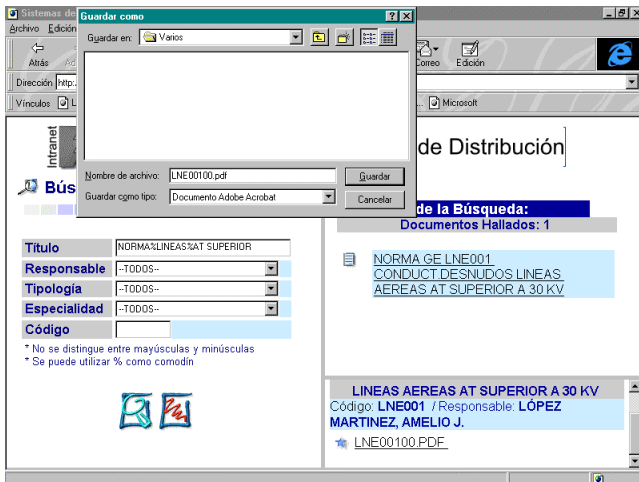 Sistemas de
Guardar como
Archivo Edición
Guardar en: Varios
Atrás
Correo Edición
Dirección http:
Vínculos
Microsoft
Nombre de archivo: LNE00100.pdf Guardar
Guardar como tipo: Documento Adobe Acrobat Cancelar
Intranet
de Distribución
Bús
de la Búsqueda:
Documentos Hallados: 1
Título NORMA%LINEAS%AT SUPERIOR
Responsable --TODOS--
Tipología --TODOS--
Especialidad --TODOS--
Código
* No se distingue entre mayúsculas y minúsculas
* Se puede utilizar % como comodín
NORMA GE LNE001
CONDUCT.DESNUDOS LINEAS
AEREAS AT SUPERIOR A 30 KV
LINEAS AEREAS AT SUPERIOR A 30 KV
Código: LNE001 / Responsable: LÓPEZ
MARTINEZ, AMELIO J.
LNE00100.PDF